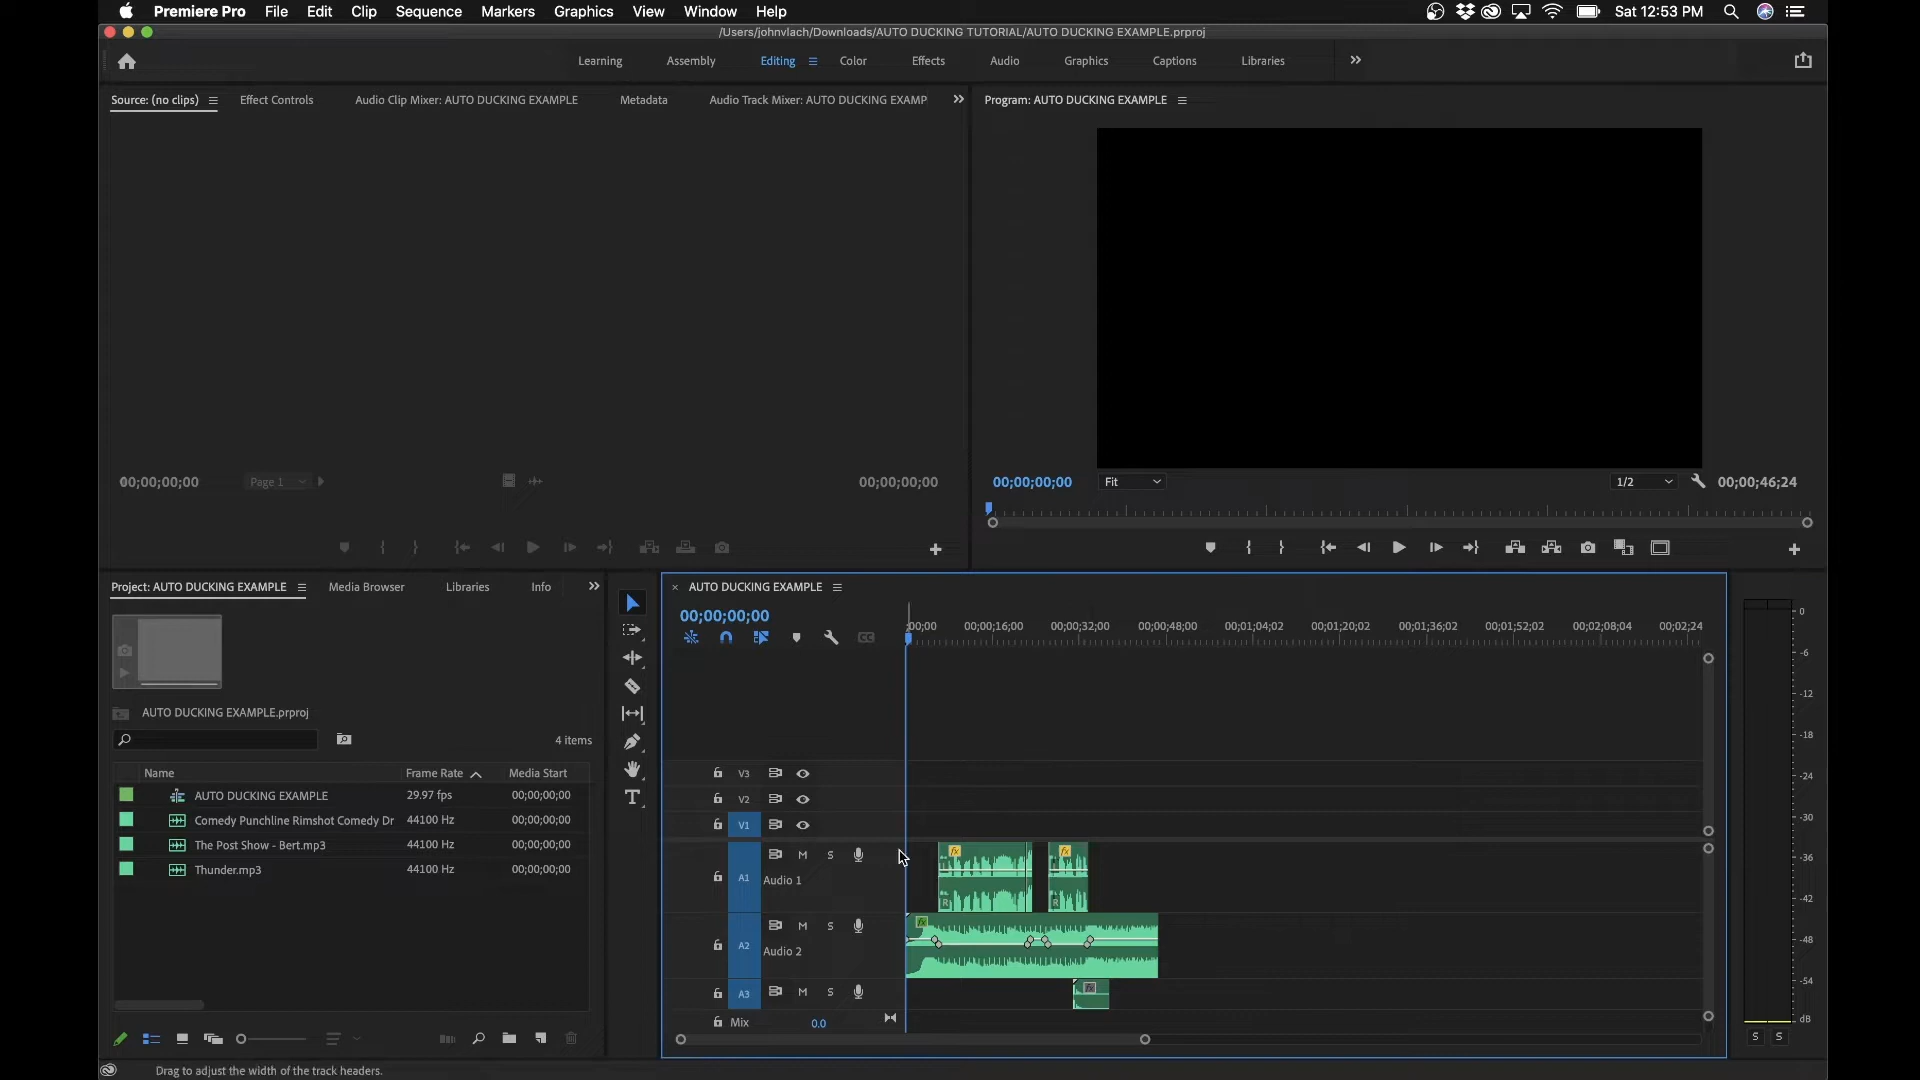 Premiere Pro File Edit Clip Sequence Markers Graphics View Window Help Sat 12:53 PM
/Users/johnvlach/Downloads/AUTO DUCKING TUTORIAL/AUTO DUCKING EXAMPLE.prproj
Learning Assembly Editing Color Effects Audio Graphics Captions Libraries
Source: (no clips) Effect Controls Audio Clip Mixer: AUTO DUCKING EXAMPLE Metadata Audio Track Mixer: AUTO DUCKING EXAMP Program: AUTO DUCKING EXAMPLE
00;00;00;00 Page 1 00;00;00;00 00;00;00;00 Fit 1/2 00;00;46;24
Project: AUTO DUCKING EXAMPLE Media Browser Libraries Info
AUTO DUCKING EXAMPLE
00;00;00;00
;00;00 00;00;16;00 00;00;32;00 00;00;48;00 00;01;04;02 00;01;20;02 00;01;36;02 00;01;52;02 00;02;08;04 00;02;24
AUTO DUCKING EXAMPLE.prproj
4 items
Name Frame Rate Media Start
AUTO DUCKING EXAMPLE 29.97 fps 00;00;00;00
Comedy Punchline Rimshot Comedy Dr 44100 Hz 00;00;00;00
The Post Show - Bert.mp3 44100 Hz 00;00;00;00
Thunder.mp3 44100 Hz 00;00;00;00
V3
V2
V1
A1 M S
Audio 1
fx fx
R R
A2 M S
Audio 2
fx
A3 M S
fx
Mix 0.0
0
-6
-12
-18
-24
-30
-36
-42
-48
-54
dB
S S
Drag to adjust the width of the track headers.